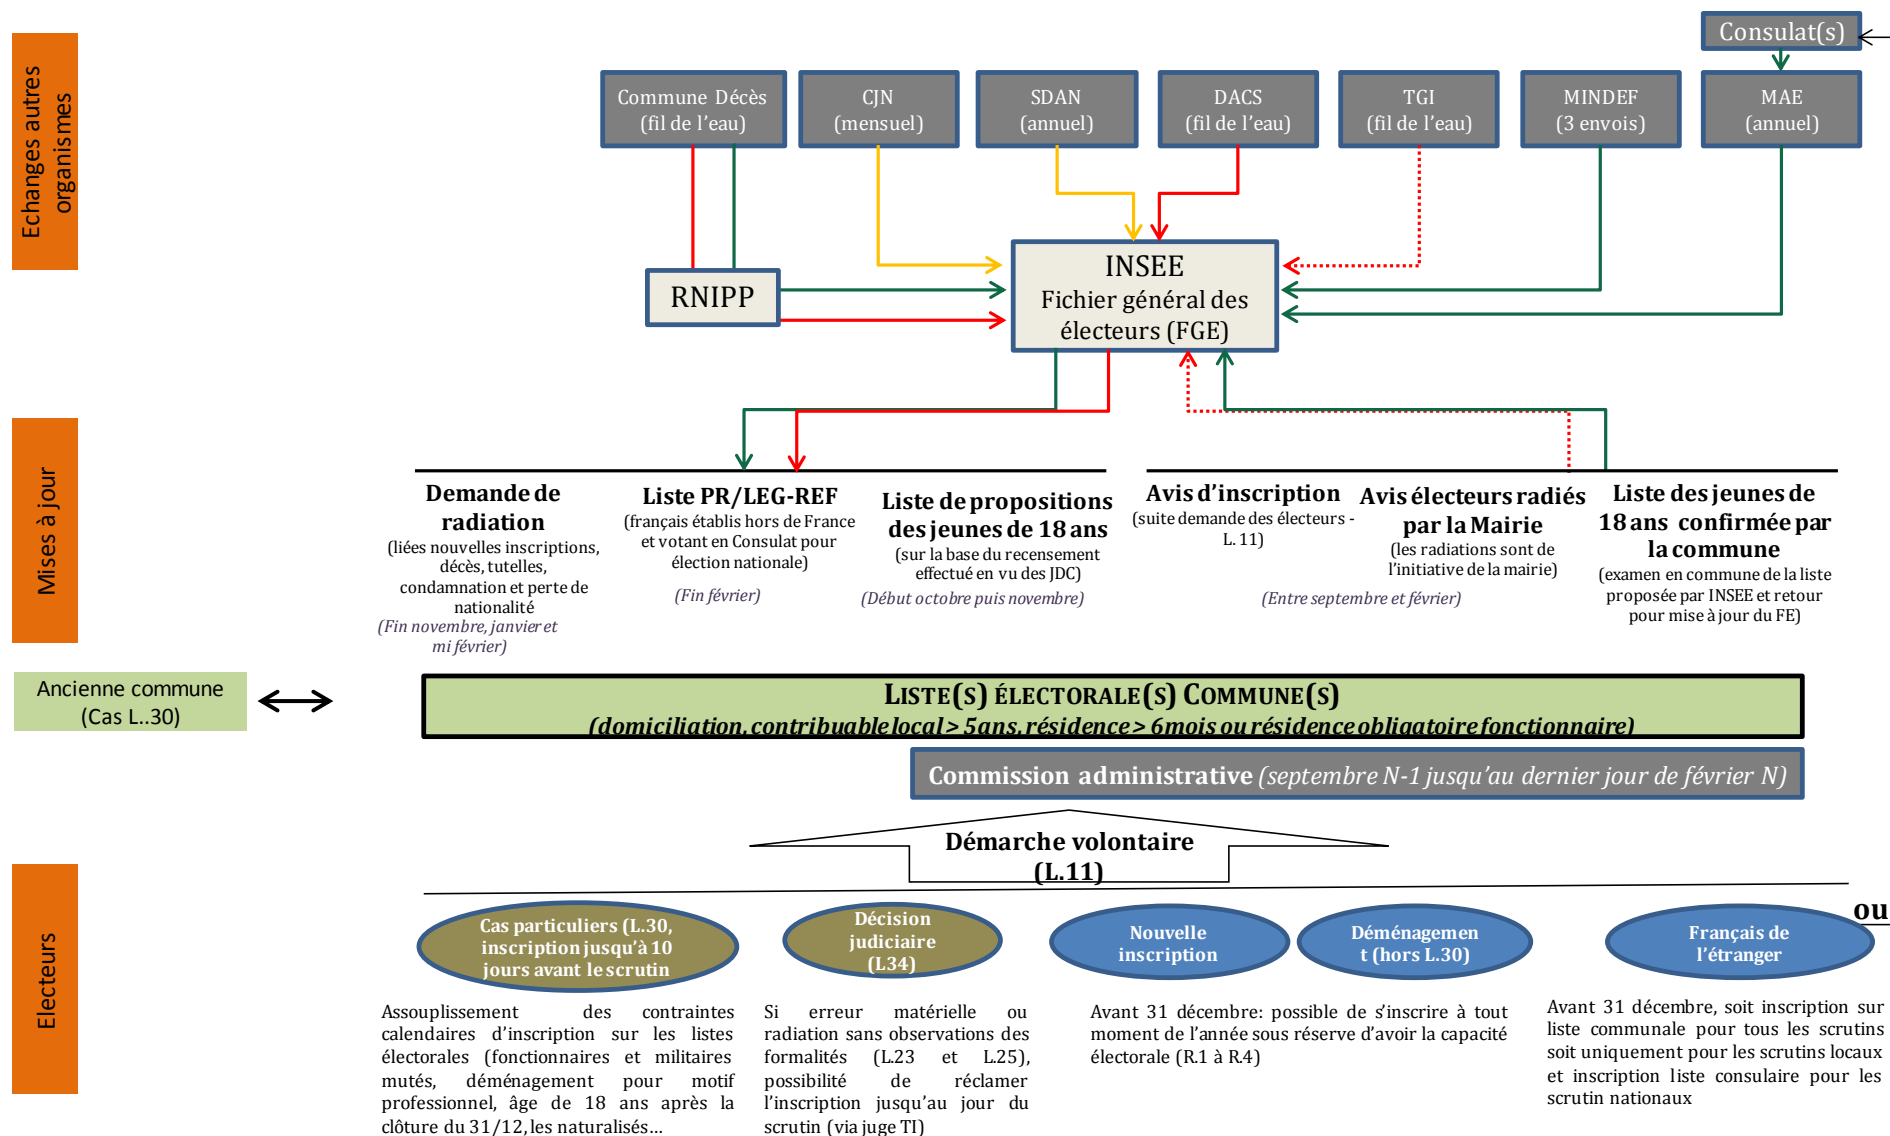 Echanges autres
organismes
Consulat(s)
Commune Décès
(fil de l'eau)
CJN
(mensuel)
SDAN
(annuel)
DACS
(fil de l'eau)
TGI
(fil de l'eau)
MINDEF
(3 envois)
MAE
(annuel)
RNIPP
INSEE
Fichier général des
électeurs (FGE)
Mises à jour
Demande de
radiation
(liées nouvelles inscriptions,
décès, tutelles,
condamnation et perte de
nationalité
(Fin novembre, janvier et
mi février)
Liste PR/LEG-REF
(français établis hors de France
et votant en Consulat pour
élection nationale)
(Fin février)
Liste de propositions
des jeunes de 18 ans
(sur la base du recensement
effectué en vu des JDC)
(Début octobre puis novembre)
Avis d'inscription
(suite demande des électeurs -
L. 11)
Avis électeurs radiés
par la Mairie
(les radiations sont de
l'initiative de la mairie)
(Entre septembre et février)
Liste des jeunes de
18 ans confirmée par
la commune
(examen en commune de la liste
proposée par INSEE et retour
pour mise à jour du FE)
Ancienne commune
(Cas L..30)
LISTE(S) ÉLECTORALE(S) COMMUNE(S)
(domiciliation, contribuable local > 5ans, résidence > 6mois ou résidence obligatoire fonctionnaire)
Commission administrative (septembre N-1 jusqu'au dernier jour de février N)
Démarche volontaire
(L.11)
Electeurs
Cas particuliers (L.30,
inscription jusqu'à 10
jours avant le scrutin
Décision
judiciaire
(L34)
Nouvelle
inscription
Déménagemen
t (hors L.30)
Français de
l'étranger
ou
Assouplissement des contraintes
calendaires d'inscription sur les listes
électorales (fonctionnaires et militaires
mutés, déménagement pour motif
professionnel, âge de 18 ans après la
clôture du 31/12, les naturalisés…
Si erreur matérielle ou
radiation sans observations des
formalités (L.23 et L.25),
possibilité de réclamer
l'inscription jusqu'au jour du
scrutin (via juge TI)
Avant 31 décembre: possible de s'inscrire à tout
moment de l'année sous réserve d'avoir la capacité
électorale (R.1 à R.4)
Avant 31 décembre, soit inscription sur
liste communale pour tous les scrutins
soit uniquement pour les scrutins locaux
et inscription liste consulaire pour les
scrutin nationaux